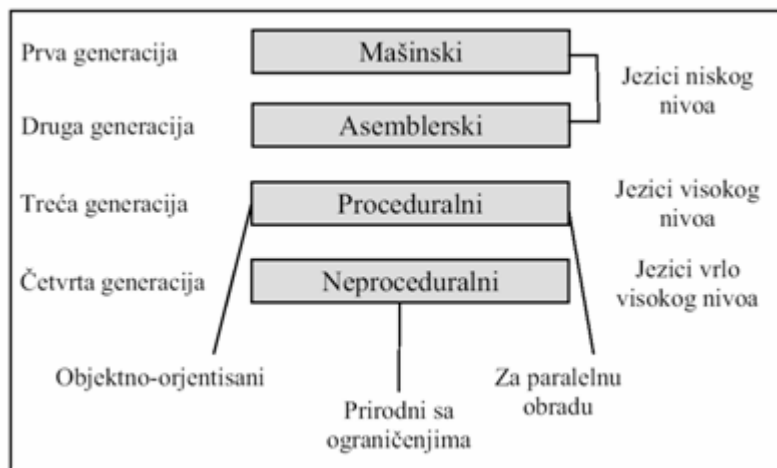 Prva generacija
Mašinski
Jezici niskog
nivoa
Druga generacija
Asemblerski
Treća generacija
Proceduralni
Jezici visokog
nivoa
Četvrta generacija
Neproceduralni
Jezici vrlo
visokog nivoa
Objektno-orjentisani
Prirodni sa
ograničenjima
Za paralelnu
obradu